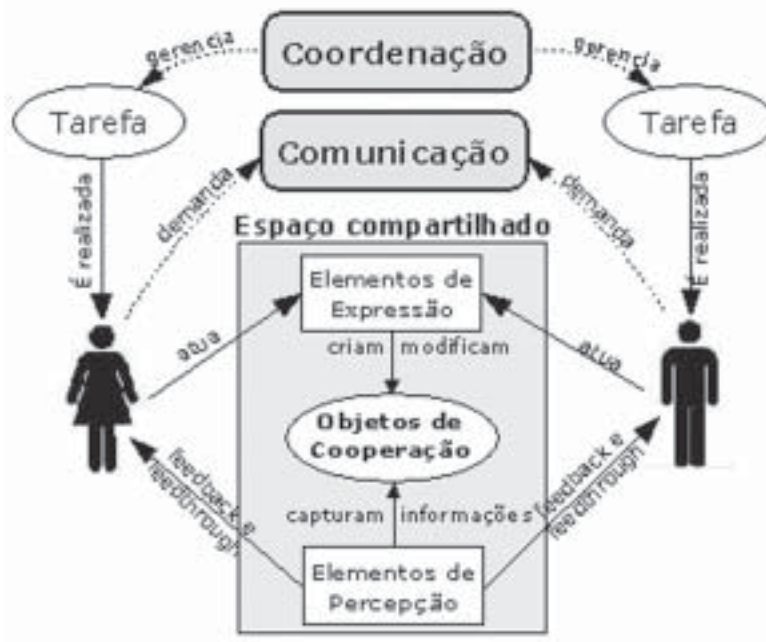 Coordenação
gerencia
gerencia
Tarefa
Tarefa
Comunicação
É realizada
demanda
demanda
É realizada
Espaço compartilhado
Elementos de
Expressão
atua
atua
criam modificam
Objetos de
Cooperação
feedback e
feedthrough
feedback e
feedthrough
capturam informações
Elementos de
Percepção